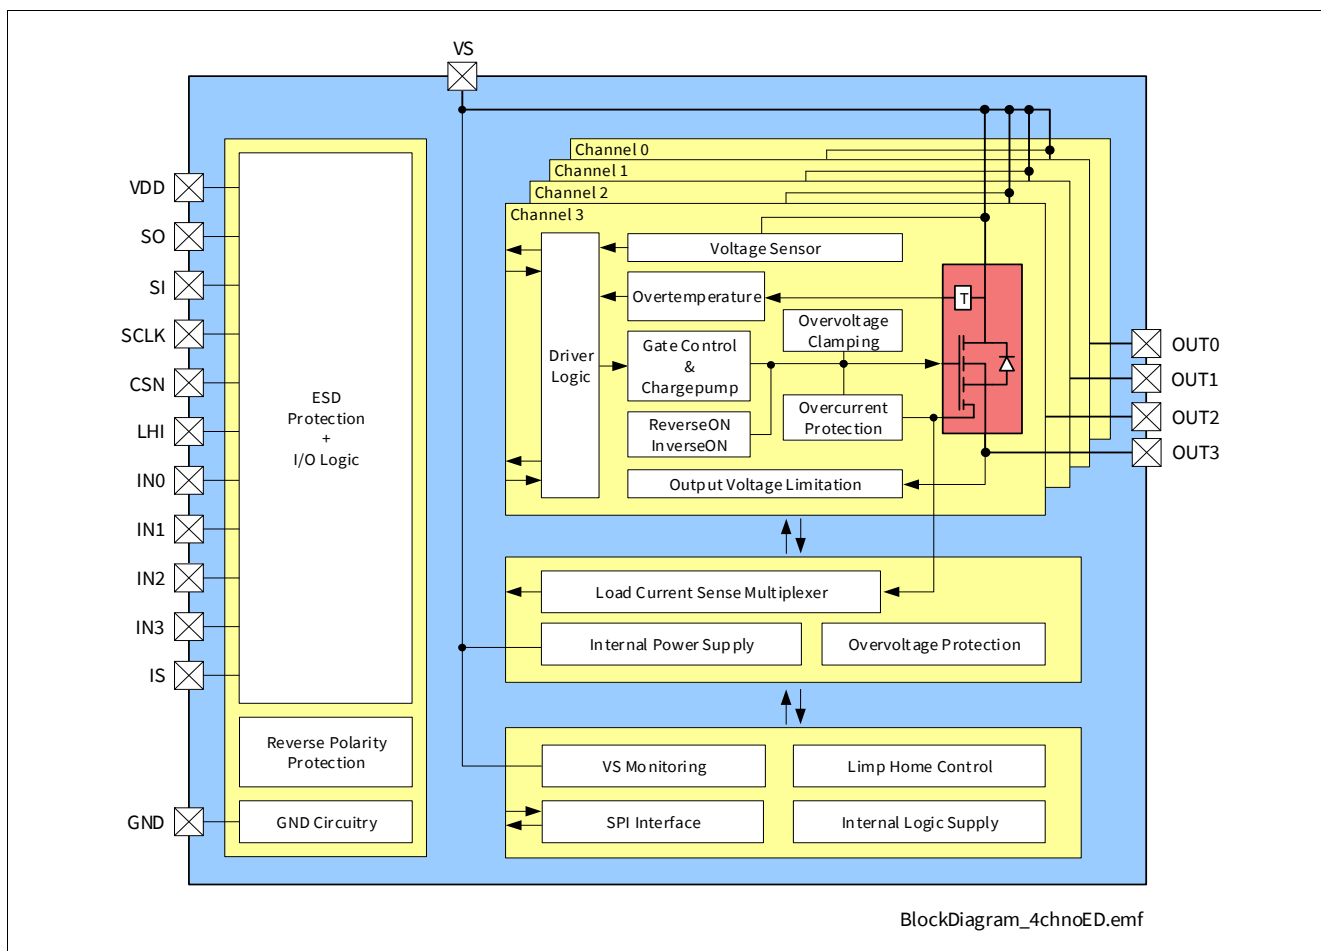 VS
VDD
SO
SI
SCLK
CSN
LHI
IN0
IN1
IN2
IN3
IS
GND
ESD
Protection
+
I/O Logic
Reverse Polarity
Protection
GND Circuitry
Channel 0
Channel 1
Channel 2
Channel 3
Driver
Logic
Voltage Sensor
Overtemperature
T
Gate Control
&
Chargepump
Overvoltage
Clamping
ReverseON
InverseON
Overcurrent
Protection
Output Voltage Limitation
OUT0
OUT1
OUT2
OUT3
Load Current Sense Multiplexer
Internal Power Supply
Overvoltage Protection
VS Monitoring
Limp Home Control
SPI Interface
Internal Logic Supply
BlockDiagram_4chnoED.emf